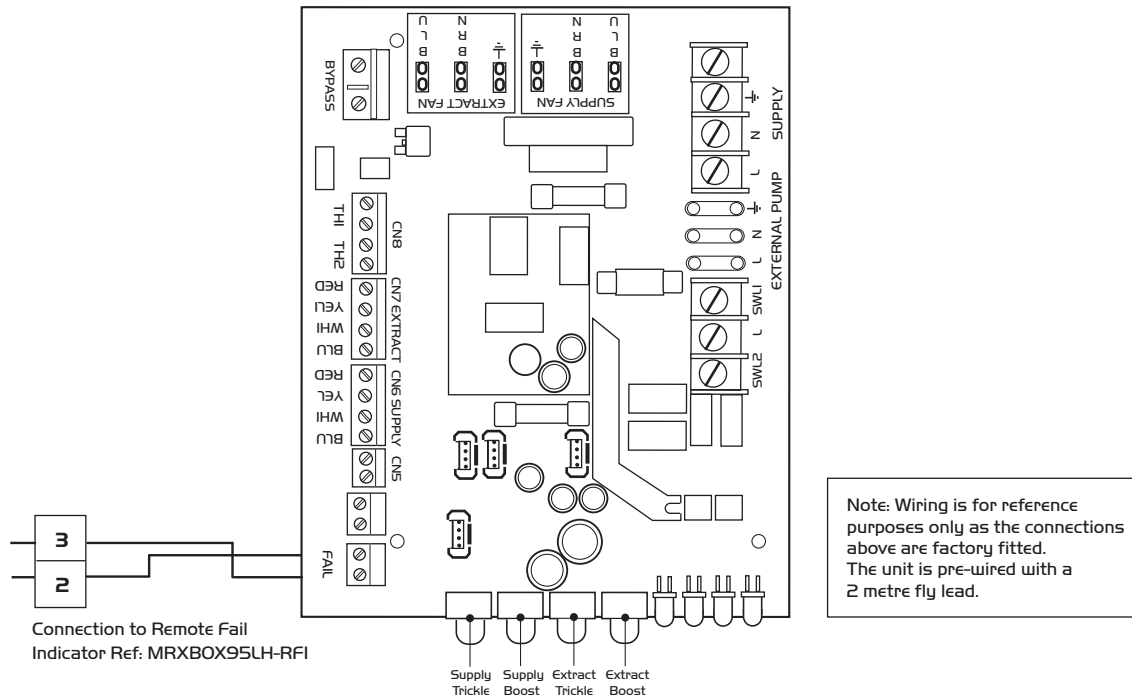 U L B
N R B
EXTRACT FAN
N R B
U L B
SUPPLY FAN
BYPASS
SUPPLY
N
L
EXTERNAL PUMP
N
L
SWL1
L
SWL2
TH1
TH2
CN8
RED
YEL1
WHI
BLU
CN7 EXTRACT
RED
YEL
WHI
BLU
CN6 SUPPLY
CN5
FAIL
3
2
Connection to Remote Fail
Indicator Ref: MRXBOX95LH-RFI
Supply
Trickle
Supply
Boost
Extract
Trickle
Extract
Boost
Note: Wiring is for reference
purposes only as the connections
above are factory fitted.
The unit is pre-wired with a
2 metre fly lead.